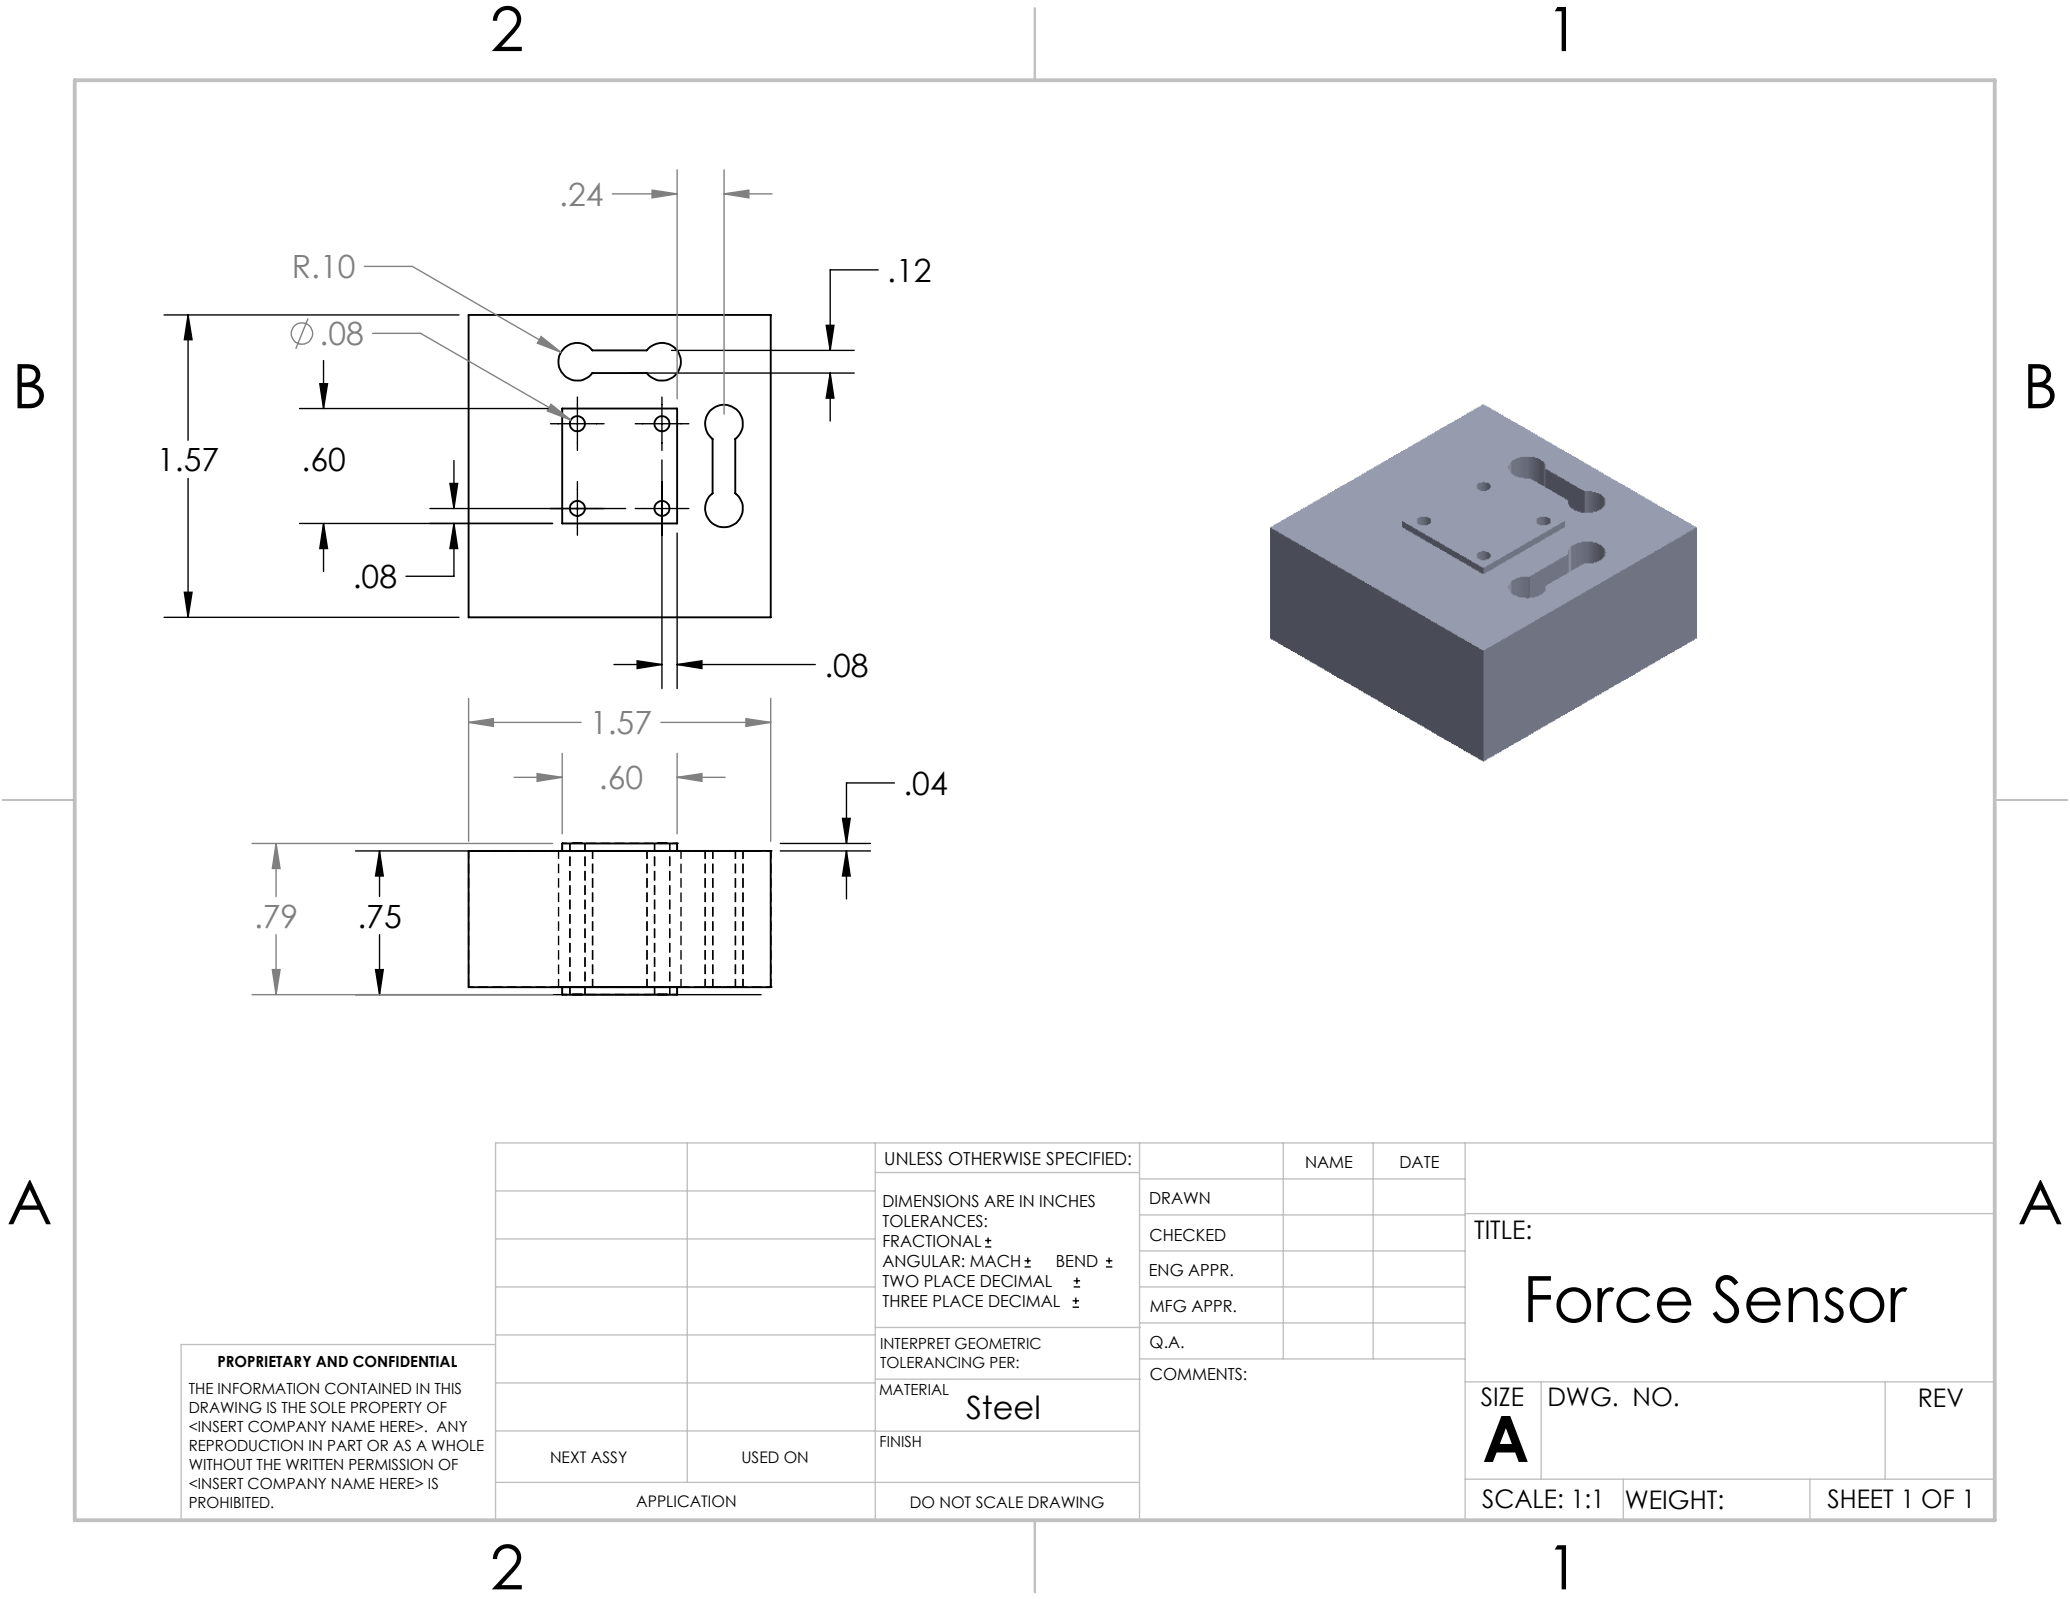 2
1
B
B
A
A
2
1
.24
R.10
.12
∅ .08
1.57
.60
.08
.08
1.57
.60
.04
.79
.75
UNLESS OTHERWISE SPECIFIED:
DIMENSIONS ARE IN INCHES
TOLERANCES:
FRACTIONAL ±
ANGULAR: MACH ± BEND ±
TWO PLACE DECIMAL ±
THREE PLACE DECIMAL ±
INTERPRET GEOMETRIC
TOLERANCING PER:
MATERIAL
Steel
FINISH
DO NOT SCALE DRAWING
NAME
DATE
DRAWN
CHECKED
ENG APPR.
MFG APPR.
Q.A.
COMMENTS:
TITLE:
Force Sensor
SIZE
A
DWG. NO.
REV
SCALE: 1:1
WEIGHT:
SHEET 1 OF 1
PROPRIETARY AND CONFIDENTIAL
THE INFORMATION CONTAINED IN THIS
DRAWING IS THE SOLE PROPERTY OF
<INSERT COMPANY NAME HERE>. ANY
REPRODUCTION IN PART OR AS A WHOLE
WITHOUT THE WRITTEN PERMISSION OF
<INSERT COMPANY NAME HERE> IS
PROHIBITED.
NEXT ASSY
USED ON
APPLICATION